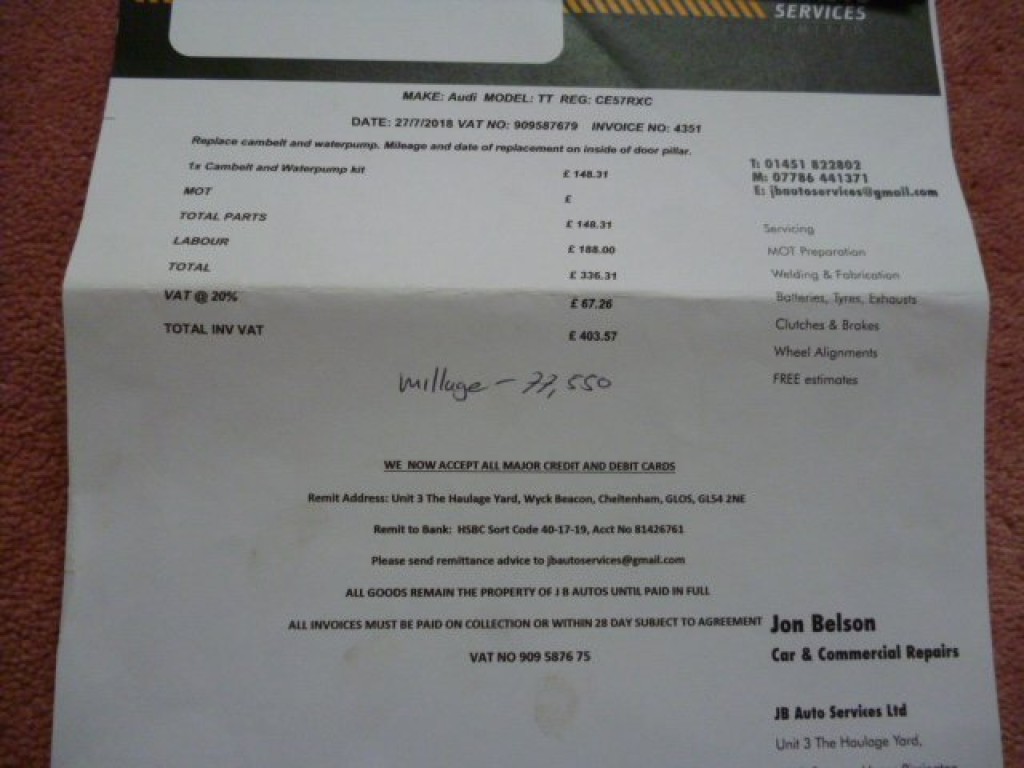 SERVICES
LIMITED
MAKE: Audi MODEL: TT REG: CE57RXC
DATE: 27/7/2018 VAT NO: 909587679 INVOICE NO: 4351
Replace cambelt and waterpump. Mileage and date of replacement on inside of door pillar.
1x Cambelt and Waterpump kit £ 148.31
MOT £
TOTAL PARTS £ 148.31
LABOUR £ 188.00
TOTAL £ 336.31
VAT @ 20% £ 67.26
TOTAL INV VAT £ 403.57
T: 01451 822802
M: 07786 441371
E: jbautoservices@gmail.com
Servicing
MOT Preparation
Welding & Fabrication
Batteries, Tyres, Exhausts
Clutches & Brakes
Wheel Alignments
FREE estimates
Millage - 77,550
WE NOW ACCEPT ALL MAJOR CREDIT AND DEBIT CARDS
Remit Address: Unit 3 The Haulage Yard, Wyck Beacon, Cheltenham, GLOS, GL54 2NE
Remit to Bank: HSBC Sort Code 40-17-19, Acct No 81426761
Please send remittance advice to jbautoservices@gmail.com
ALL GOODS REMAIN THE PROPERTY OF J B AUTOS UNTIL PAID IN FULL
ALL INVOICES MUST BE PAID ON COLLECTION OR WITHIN 28 DAY SUBJECT TO AGREEMENT
VAT NO 909 5876 75
Jon Belson
Car & Commercial Repairs
JB Auto Services Ltd
Unit 3 The Haulage Yard,